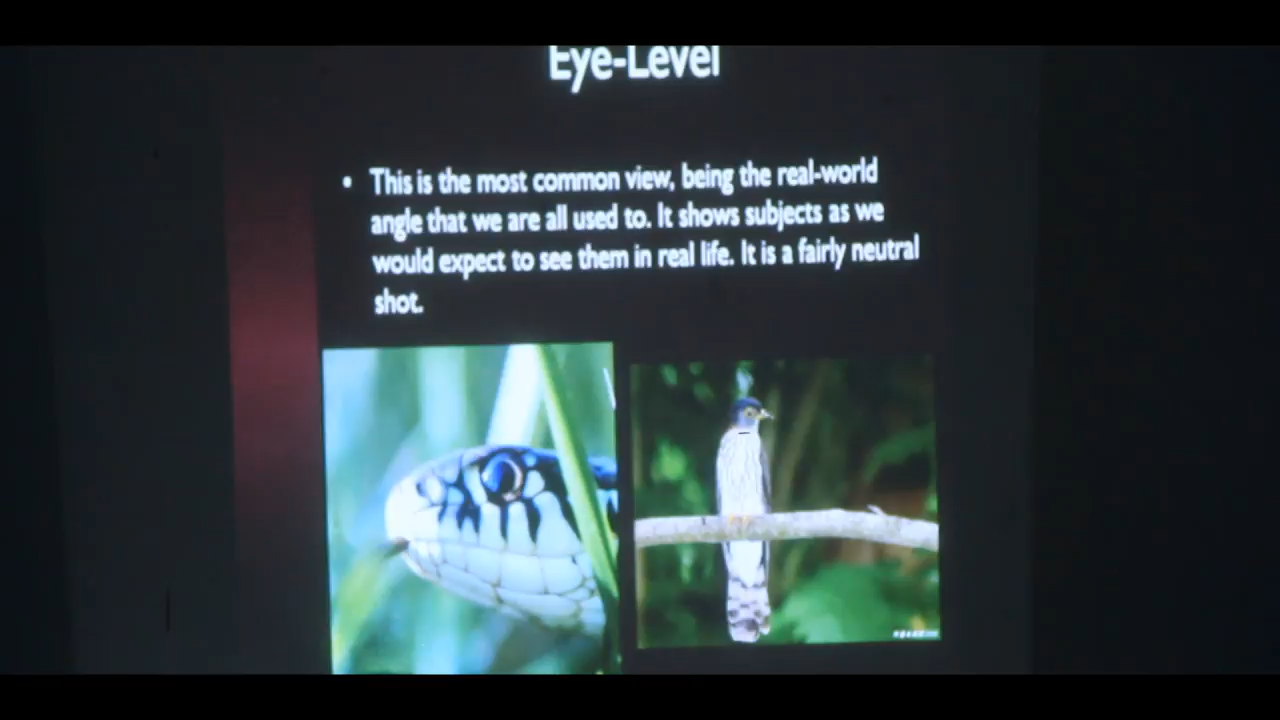 Eye-Level
• This is the most common view, being the real-world
angle that we are all used to. It shows subjects as we
would expect to see them in real life. It is a fairly neutral
shot.